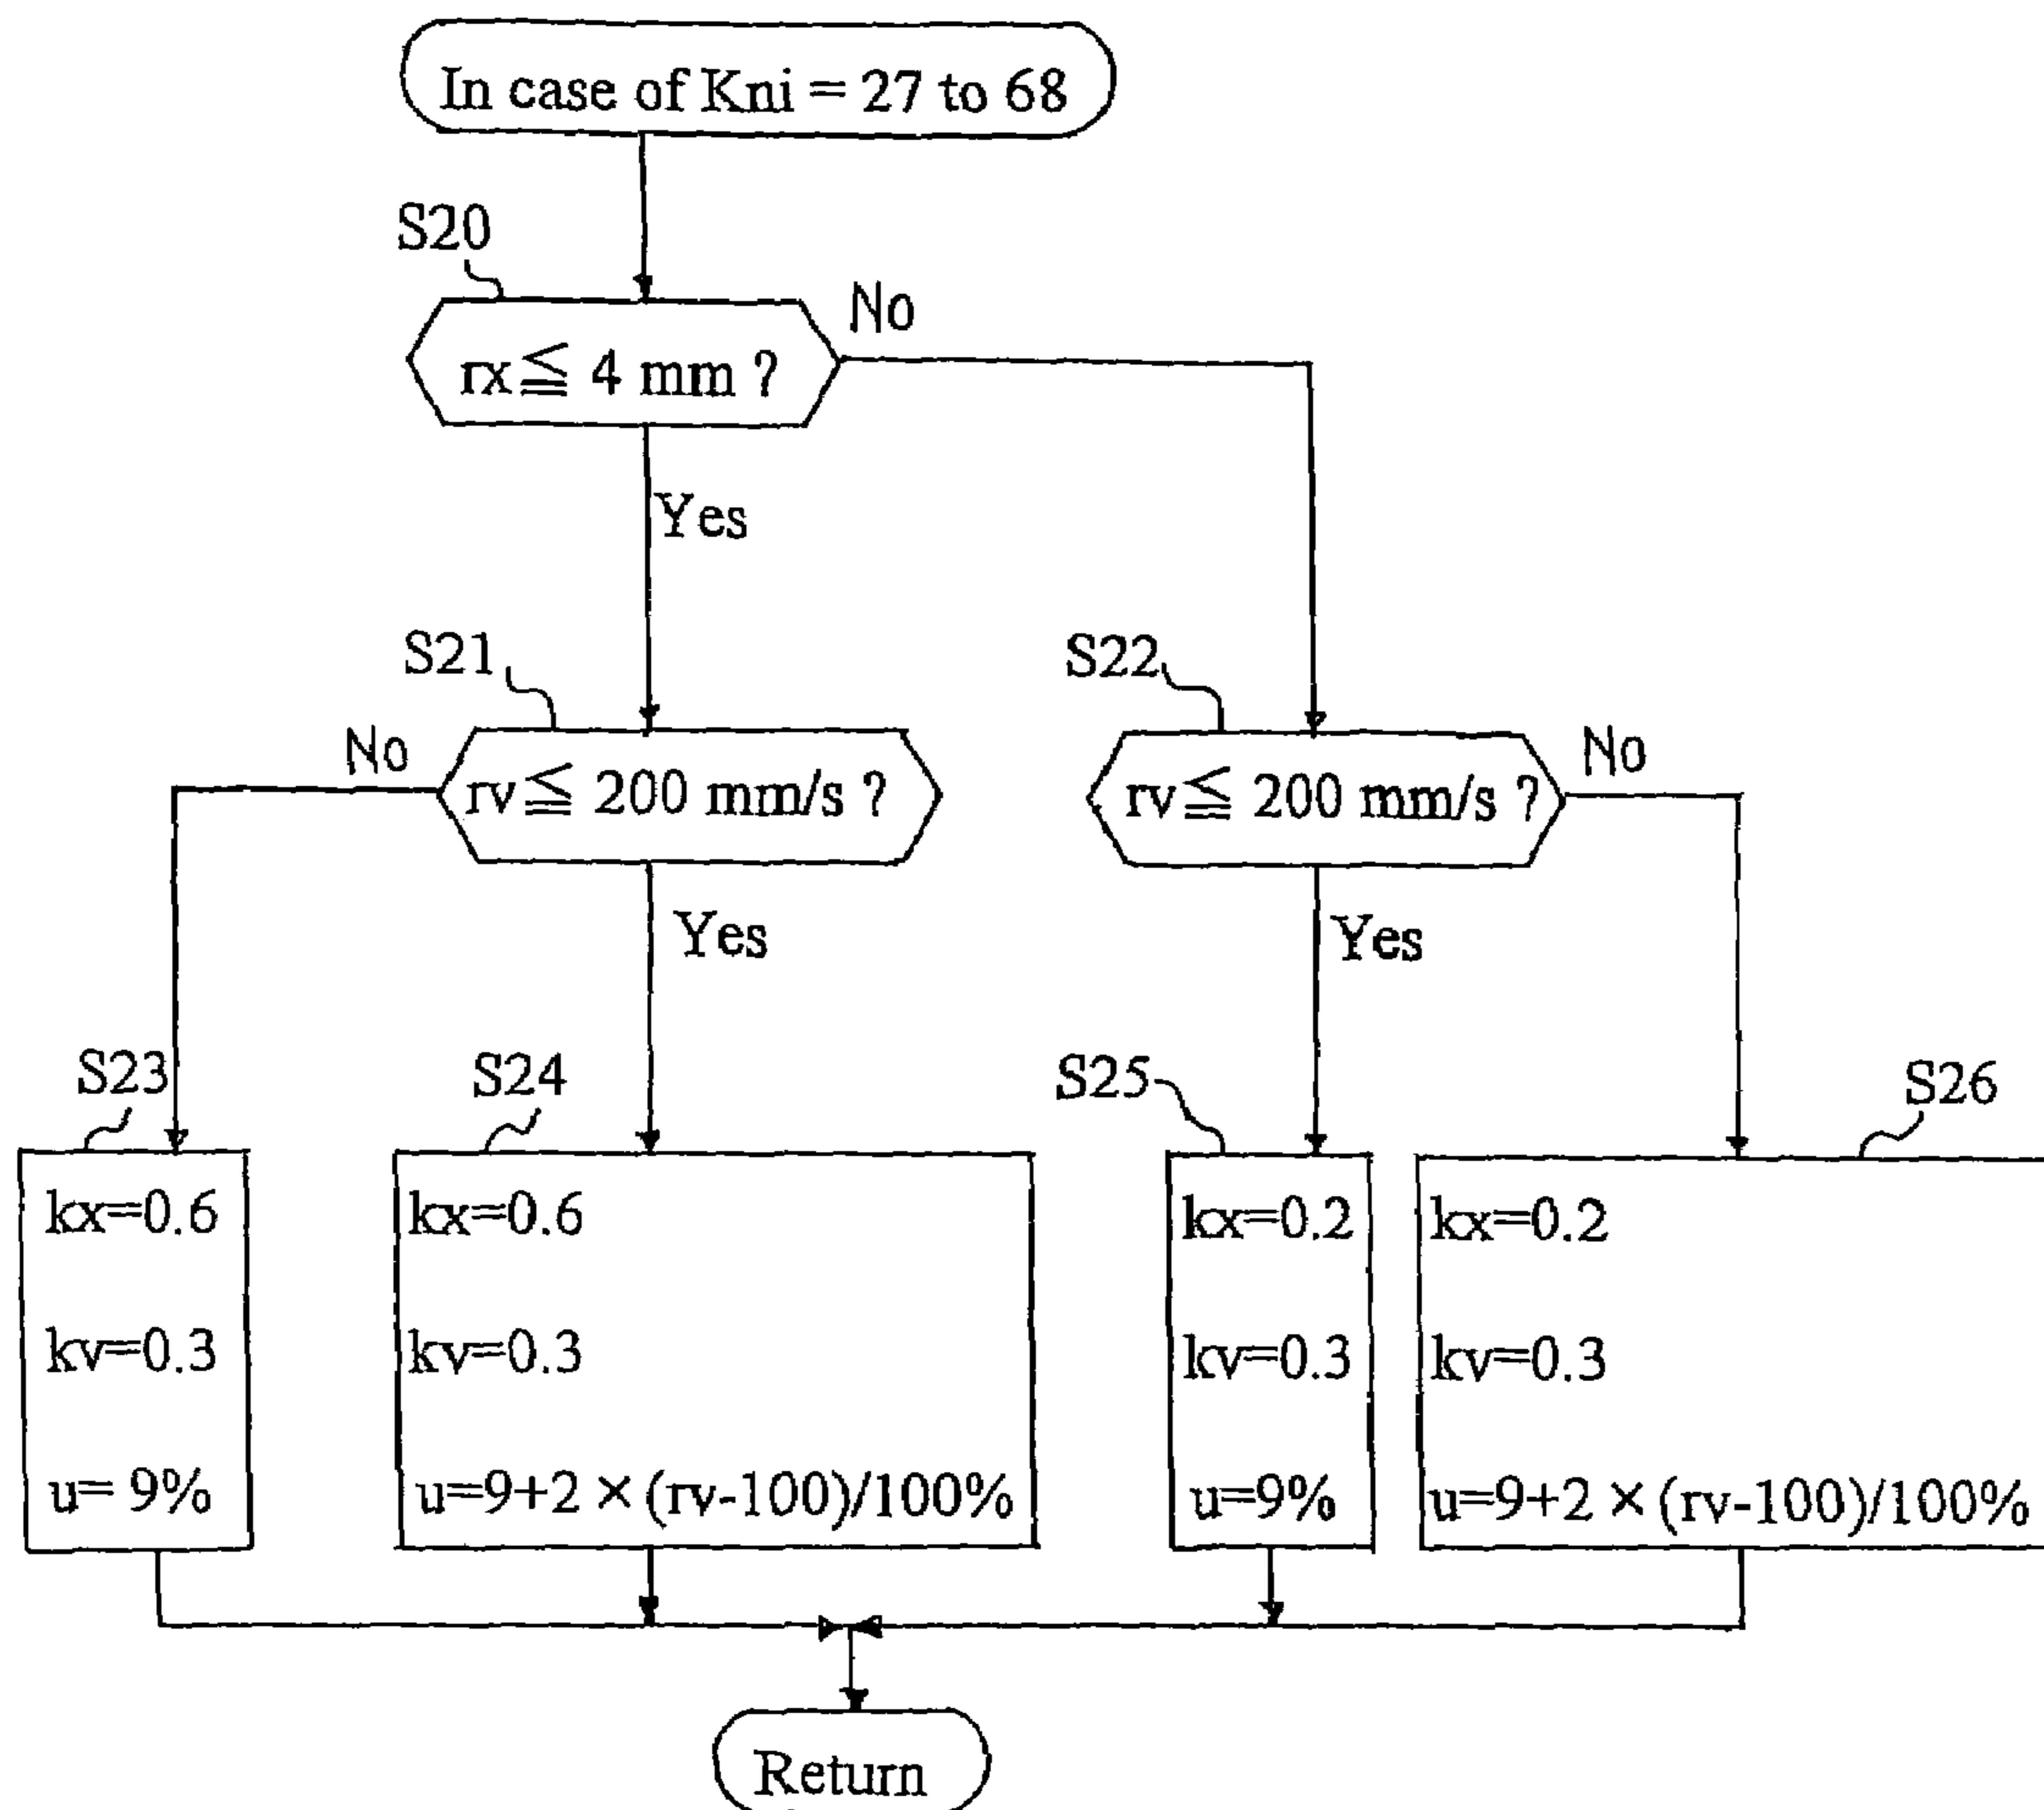 In case of Kni = 27 to 68
S20
No
rx≦ 4 mm ?
Yes
S21
S22
No
rv≦ 200 mm/s ?
rv≦ 200 mm/s ?
No
Yes
Yes
S23
S24
S25
S26
kx=0.6
kv=0.3
u= 9%
kx=0.6
kv=0.3
u=9+2 × (rv-100)/100%
kx=0.2
kv=0.3
u=9%
kx=0.2
kv=0.3
u=9+2 × (rv-100)/100%
Return